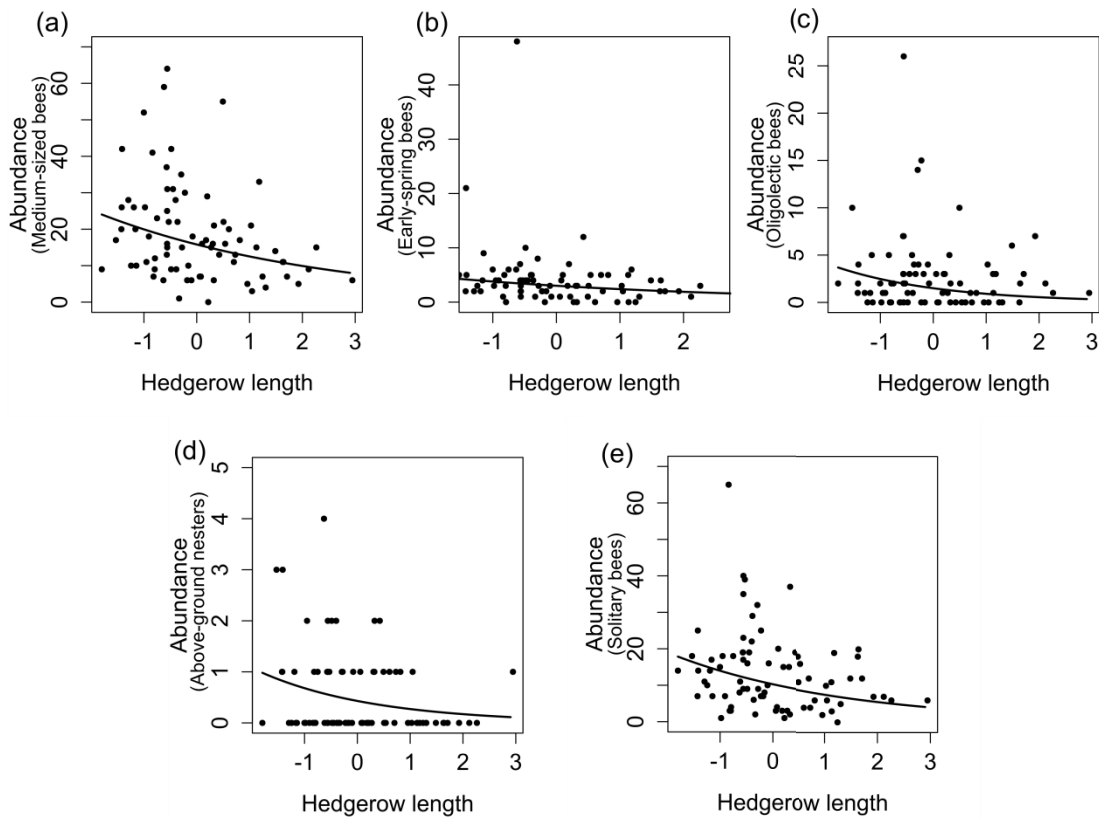 (a)
Abundance
(Medium-sized bees)
60
40
20
0
-1 0 1 2 3
Hedgerow length
(b)
Abundance
(Early-spring bees)
40
30
20
10
0
-1 0 1 2
Hedgerow length
(c)
Abundance
(Oligolectic bees)
25
20
15
10
5
0
-1 0 1 2 3
Hedgerow length
(d)
Abundance
(Above-ground nesters)
5
4
3
2
1
0
-1 0 1 2 3
Hedgerow length
(e)
Abundance
(Solitary bees)
60
40
20
0
-1 0 1 2 3
Hedgerow length